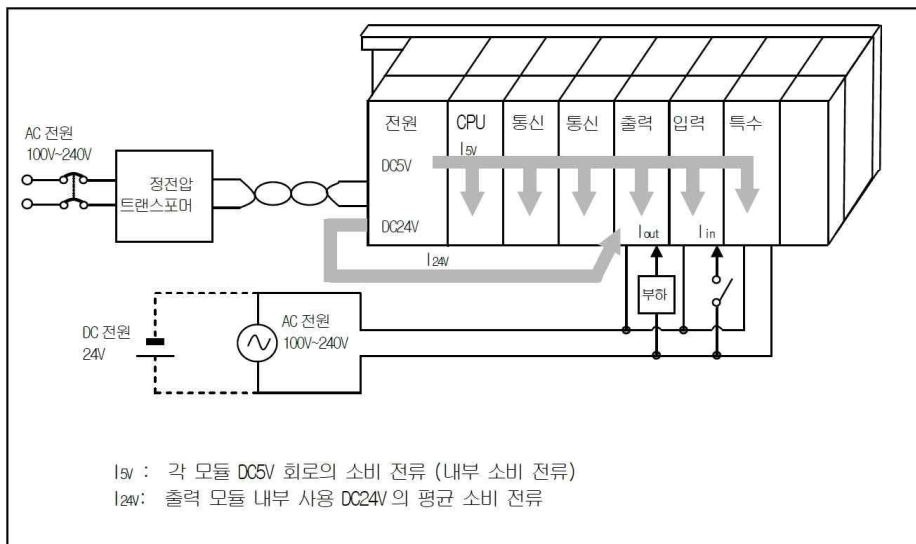 전원
CPU
통신
통신
출력
입력
특수
I5V
DC5V
DC24V
Iout
Iin
AC 전원
100V~240V
정전압
트랜스포머
I24V
부하
DC 전원
24V
AC 전원
100V~240V
I5V : 각 모듈 DC5V 회로의 소비 전류 (내부 소비 전류)
I24V: 출력 모듈 내부 사용 DC24V 의 평균 소비 전류